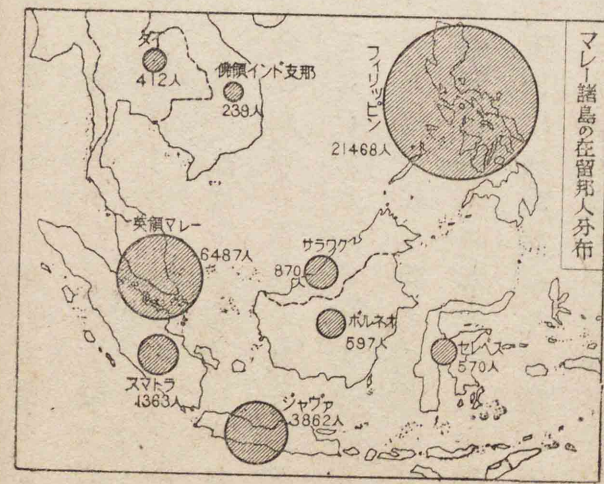 マレー諸島の在留邦人分布
タイ
412人
佛領インド支那
239人
フィリッピン
21468人
英領マレー
6487人
サラワク
870人
ボルネオ
597人
セレベス
570人
スマトラ
1363人
ジャヴァ
3862人